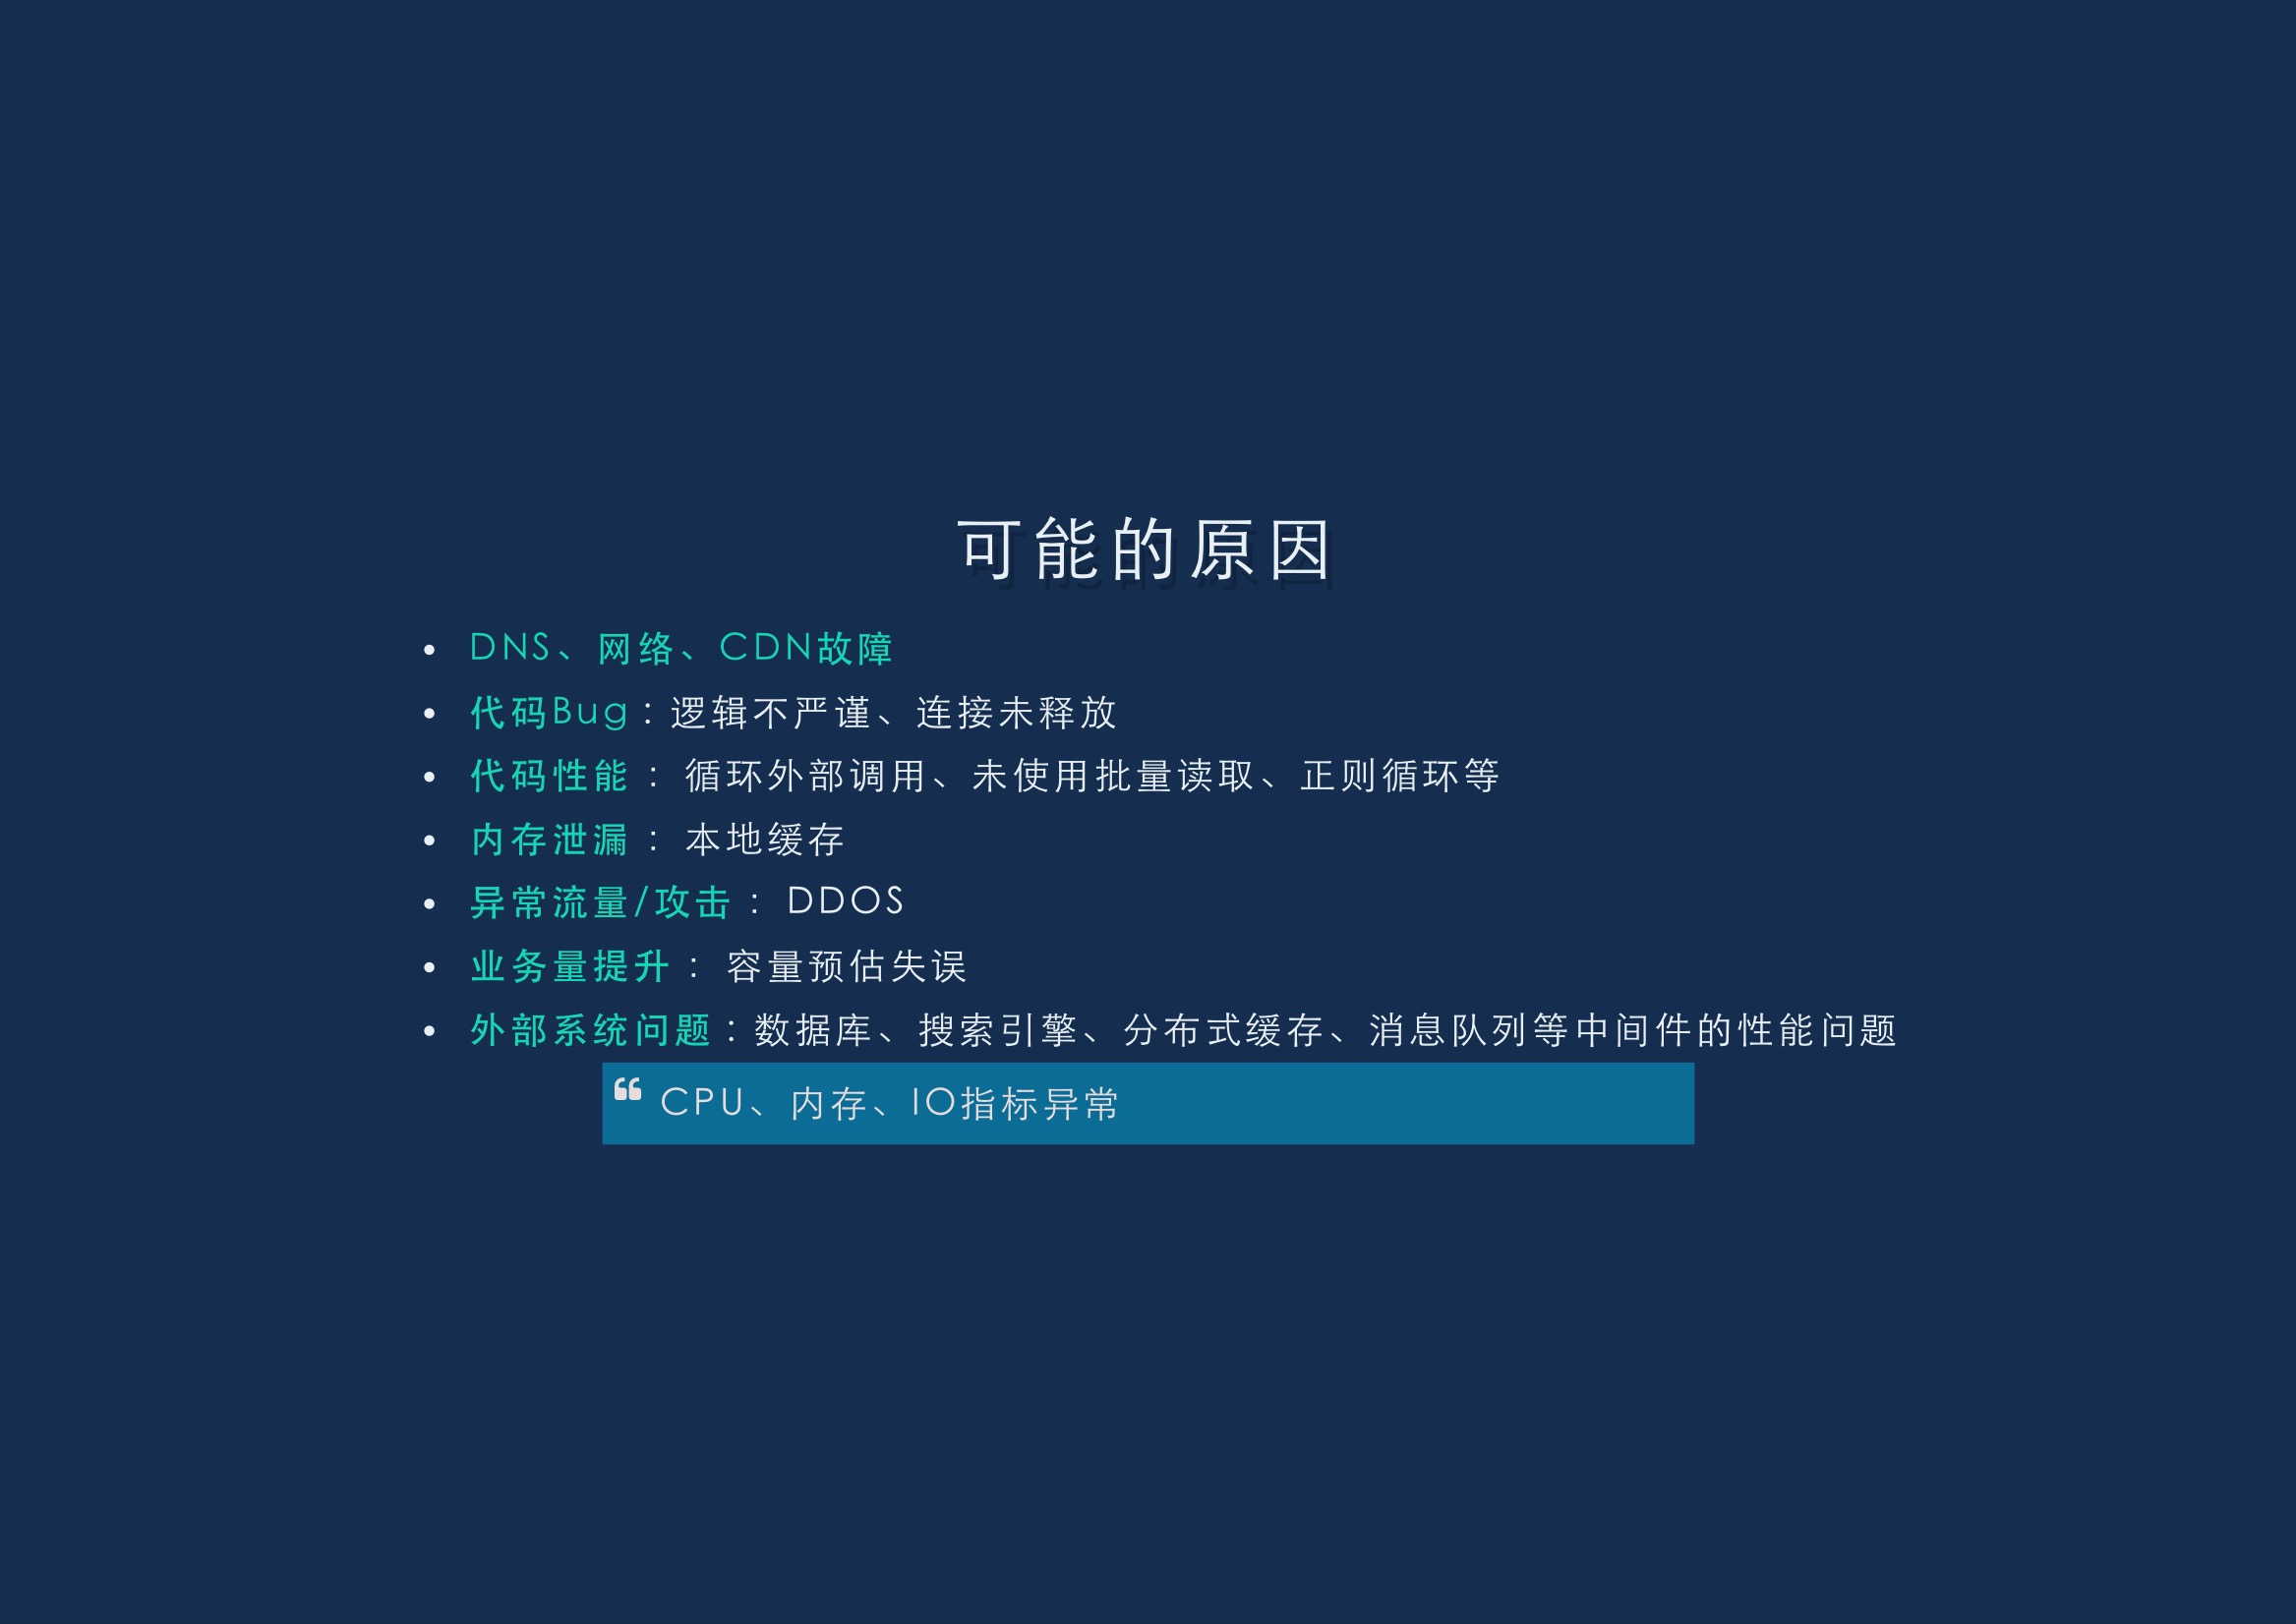 可能的原因
• DNS、网络、CDN故障
• 代码Bug：逻辑不严谨、连接未释放
• 代码性能： 循环外部调用、未使用批量读取、正则循环等
• 内存泄漏： 本地缓存
• 异常流量/攻击： DDOS
• 业务量提升： 容量预估失误
• 外部系统问题：数据库、搜索引擎、分布式缓存、消息队列等中间件的性能问题
“ CPU、内存、IO指标异常